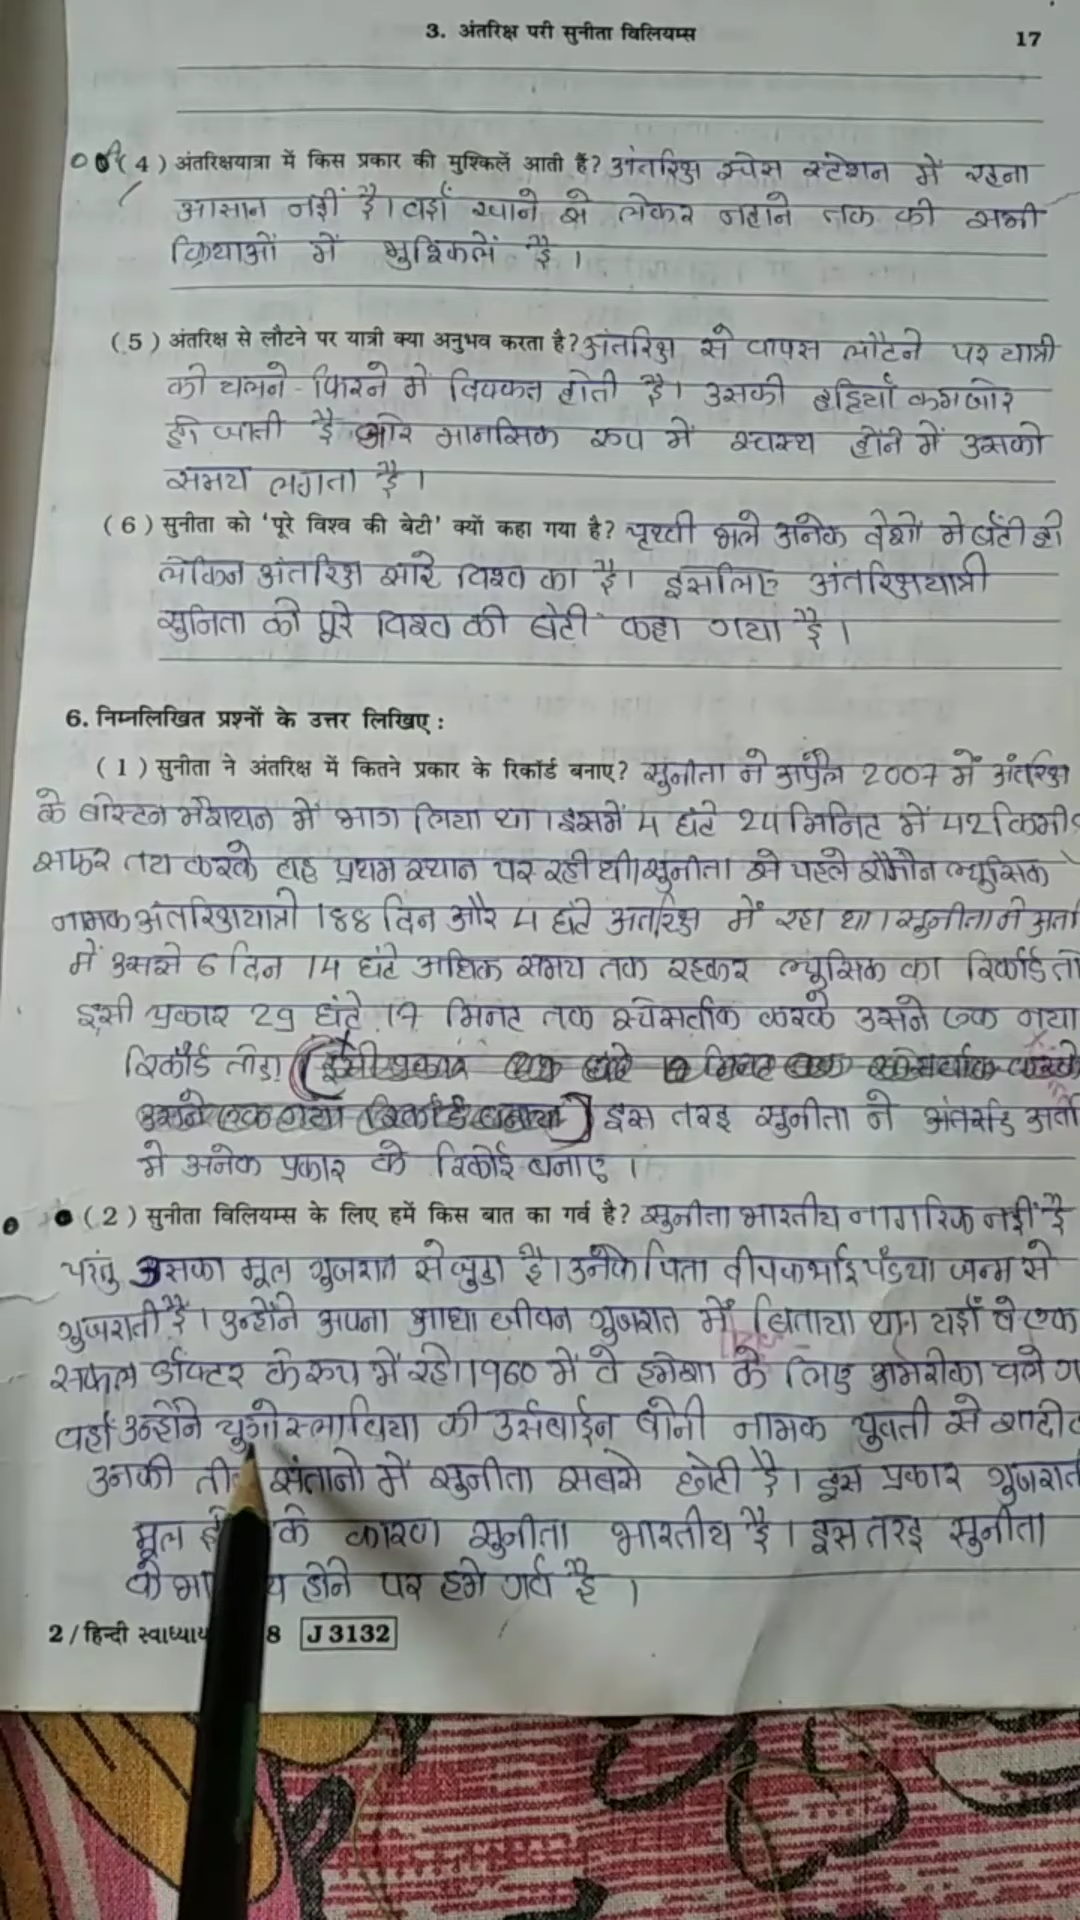 3. अंतरिक्ष परी सुनीता विलियम्स 17
(4) अंतरिक्षयात्रा में किस प्रकार की मुश्किलें आती हैं? अंतरिक्ष स्पेस स्टेशन में रहना
आसान नहीं है। वहाँ खाने से लेकर नहाने तक की सभी
क्रियाओं में मुश्किलें है।
(5) अंतरिक्ष से लौटने पर यात्री क्या अनुभव करता है? अंतरिक्ष से वापस लौटने पर यात्री
को चलने-फिरने में दिक्कत होती है। उसकी हड्डियाँ कमजोर
हो जाती है और मानसिक रूप में स्वस्थ होने में उसको
समय लगता है।
(6) सुनीता को 'पूरे विश्व की बेटी' क्यों कहा गया है? पृथ्वी भले अनेक देशों में बँटी हो
लेकिन अंतरिक्ष सारे विश्व का है। इसलिए अंतरिक्षयात्री
सुनिता को पूरे विश्व की बेटी कहा गया है।
6. निम्नलिखित प्रश्नों के उत्तर लिखिए :
(1) सुनीता ने अंतरिक्ष में कितने प्रकार के रिकॉर्ड बनाए? सुनीता ने अप्रैल 2007 में अंतरिक्ष
के बोस्टन मेराथन में भाग लिया था। इसमें 4 घंटे 24 मिनिट में 42 किमी
सफर तय करके वह प्रथम स्थान पर रही थी। सुनीता से पहले शैनौन ल्युसिक
नामक अंतरिक्षयात्री 188 दिन और 4 घंटे अंतरिक्ष में रहा था। सुनीता ने
में उससे 6 दिन 14 घंटे अधिक समय तक रहकर ल्युसिक का रिकॉर्ड
इसी प्रकार 29 घंटे 17 मिनट तक स्पेसवॉक करके उसने एक नया
रिकॉर्ड तोड़ा
इस तरह सुनीता ने
में अनेक प्रकार के रिकॉर्ड बनाए।
(2) सुनीता विलियम्स के लिए हमें किस बात का गर्व है? सुनीता भारतीय नागरिक नहीं है
परंतु उसका मूल गुजरात से जुड़ा है। उनके पिता दीपकभाई पंड्या जन्म से
गुजराती है। उन्होंने अपना आधा जीवन गुजरात में बिताया था। यहाँ वे एक
सफल डॉक्टर के रूप में रहे। 1960 में वे हमेशा के लिए अमेरीका चले
वहाँ उन्होंने युगोस्लाविया की उर्सबाईन बोनी नामक युवती से शादी
उनकी संतानो में सुनीता सबसे छोटी है। इस प्रकार गुजरात
मूल के कारण सुनीता भारतीय है। इस तरह सुनीता
के होने पर हमें गर्व है।
2/हिन्दी स्वाध्याय 8 J 3132